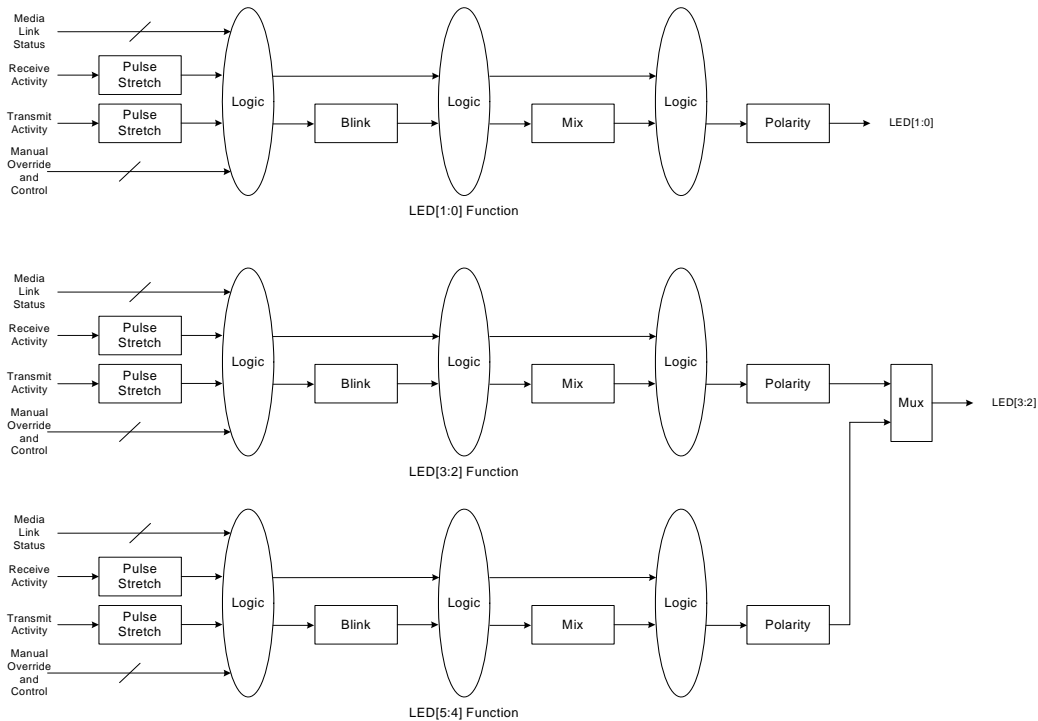 Media
Link
Status
Receive
Activity
Pulse
Stretch
Transmit
Activity
Pulse
Stretch
Manual
Override
and
Control
Logic
Blink
Logic
Mix
Logic
Polarity
LED[1:0]
LED[1:0] Function
Media
Link
Status
Receive
Activity
Pulse
Stretch
Transmit
Activity
Pulse
Stretch
Manual
Override
and
Control
Logic
Blink
Logic
Mix
Logic
Polarity
Mux
LED[3:2]
LED[3:2] Function
Media
Link
Status
Receive
Activity
Pulse
Stretch
Transmit
Activity
Pulse
Stretch
Manual
Override
and
Control
Logic
Blink
Logic
Mix
Logic
Polarity
LED[5:4] Function